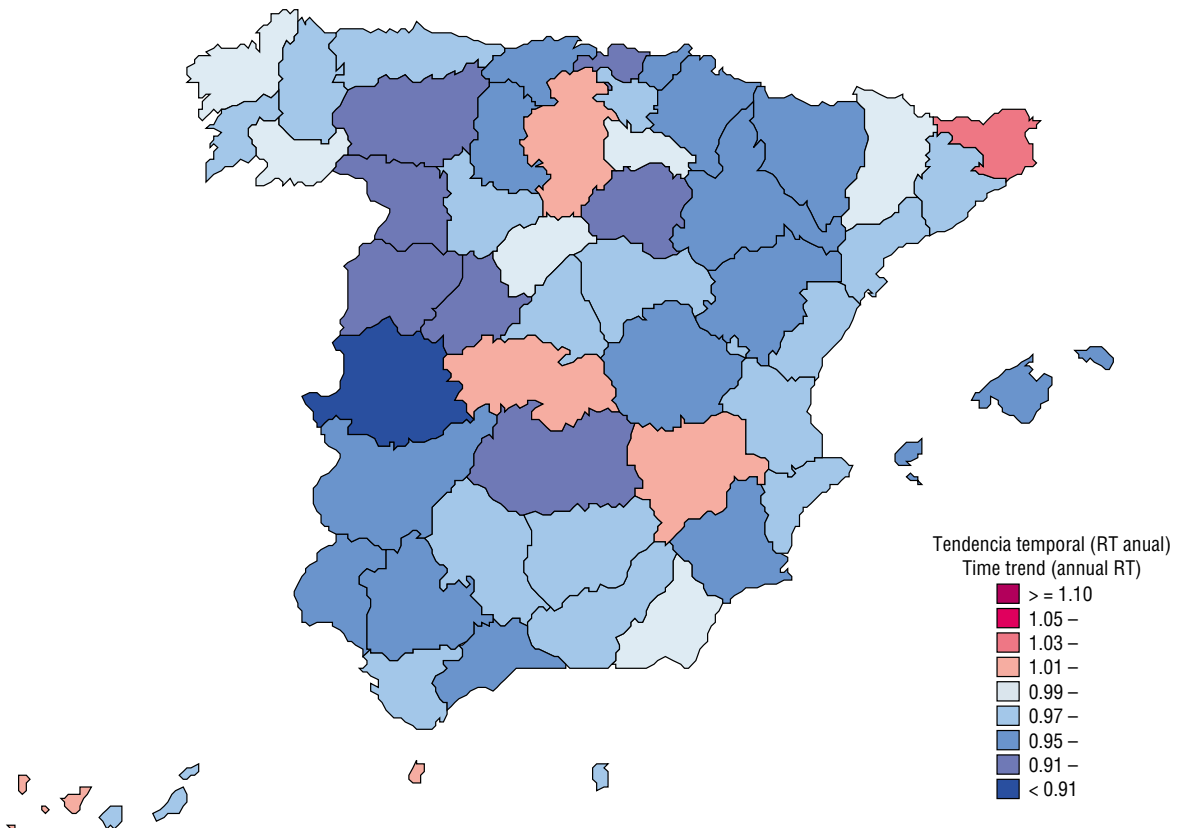 Tendencia temporal (RT anual)
Time trend (annual RT)
> = 1.10
1.05 –
1.03 –
1.01 –
0.99 –
0.97 –
0.95 –
0.91 –
< 0.91